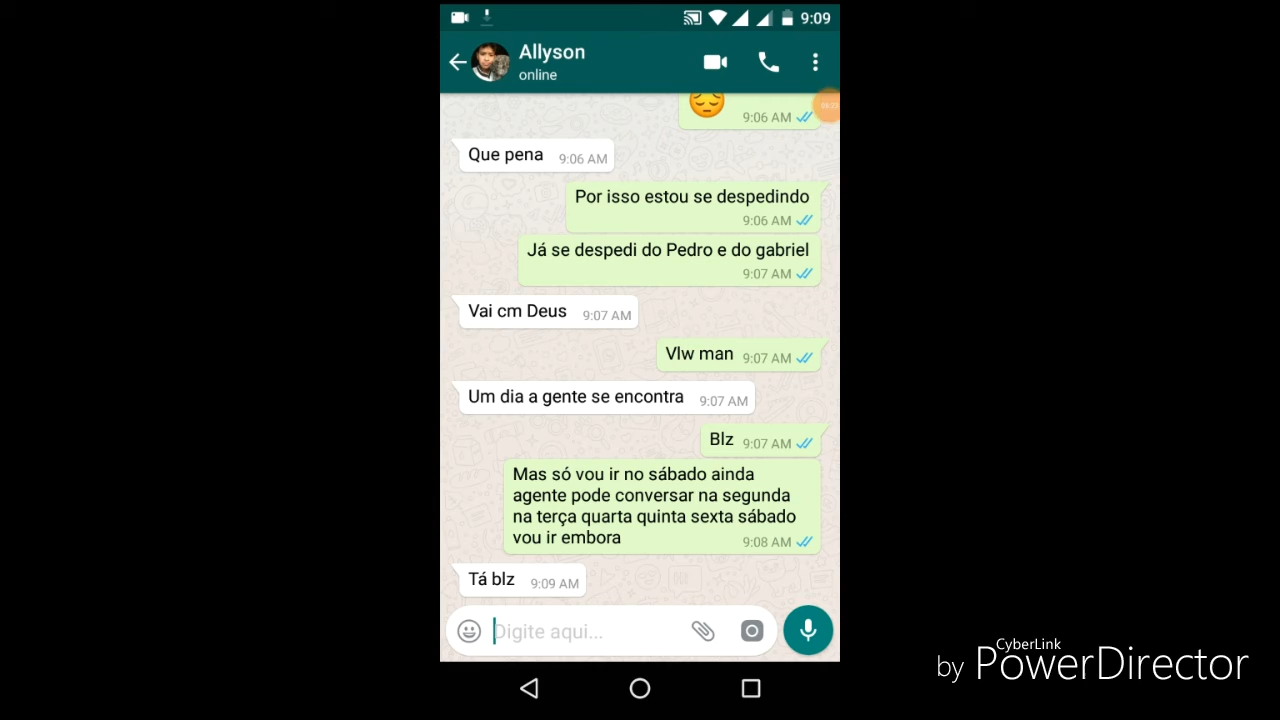 9:09
Allyson
online
9:06 AM
Que pena 9:06 AM
Por isso estou se despedindo
9:06 AM
Já se despedi do Pedro e do gabriel
9:07 AM
Vai cm Deus 9:07 AM
Vlw man 9:07 AM
Um dia a gente se encontra 9:07 AM
Blz 9:07 AM
Mas só vou ir no sábado ainda
agente pode conversar na segunda
na terça quarta quinta sexta sábado
vou ir embora 9:08 AM
Tá blz 9:09 AM
Digite aqui...
CyberLink
by PowerDirector